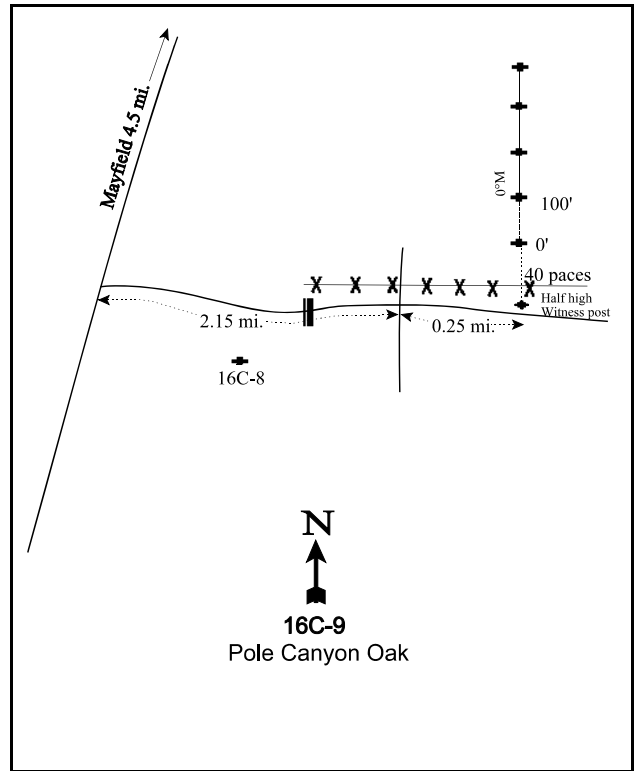 Mayfield 4.5 mi.
0°M
100'
0'
40 paces
Half high
Witness post
2.15 mi.
0.25 mi.
16C-8
X X X X X X X
N
16C-9
Pole Canyon Oak